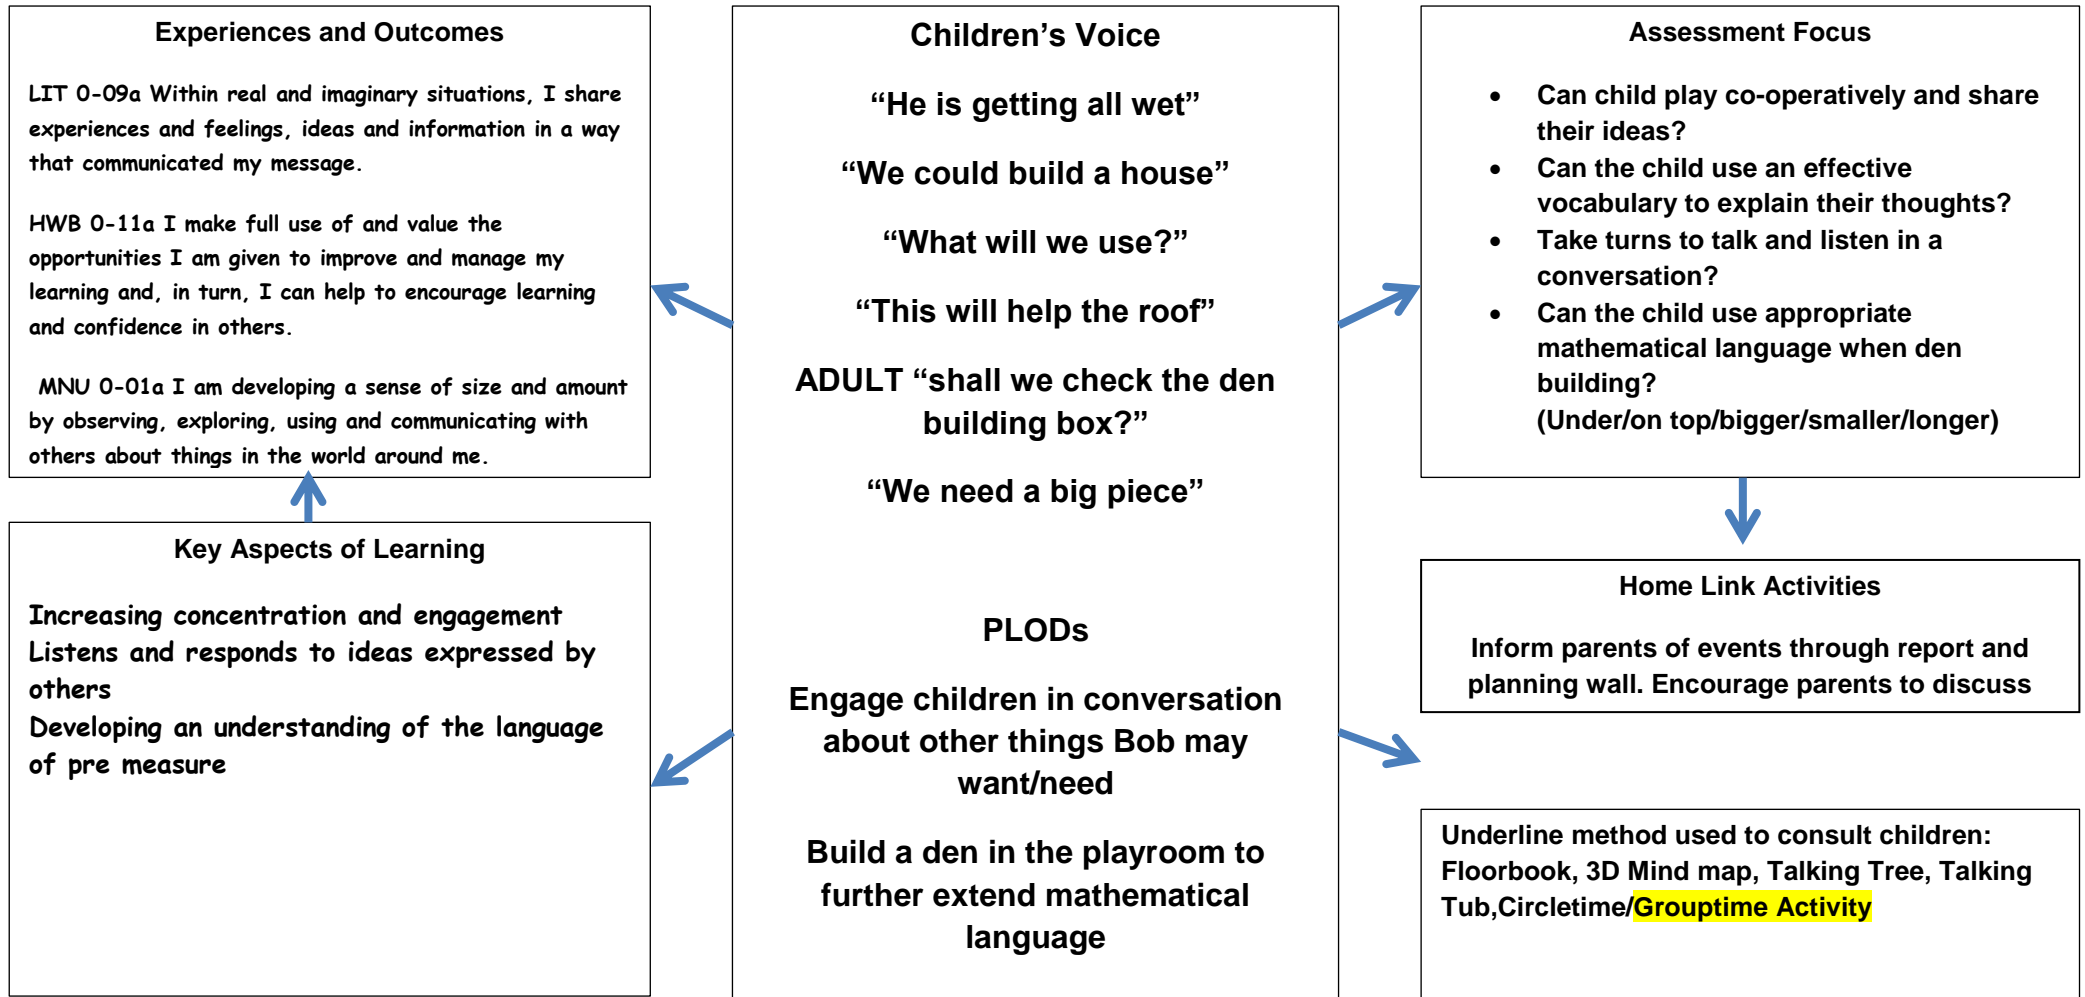 Experiences and Outcomes
LIT 0-09a Within real and imaginary situations, I share
experiences and feelings, ideas and information in a way
that communicated my message.
HWB 0-11a I make full use of and value the
opportunities I am given to improve and manage my
learning and, in turn, I can help to encourage learning
and confidence in others.
MNU 0-01a I am developing a sense of size and amount
by observing, exploring, using and communicating with
others about things in the world around me.
Key Aspects of Learning
Increasing concentration and engagement
Listens and responds to ideas expressed by
others
Developing an understanding of the language
of pre measure
Children’s Voice
“He is getting all wet”
“We could build a house”
“What will we use?”
“This will help the roof”
ADULT “shall we check the den
building box?”
“We need a big piece”
PLODs
Engage children in conversation
about other things Bob may
want/need
Build a den in the playroom to
further extend mathematical
language
Assessment Focus
• Can child play co-operatively and share
their ideas?
• Can the child use an effective
vocabulary to explain their thoughts?
• Take turns to talk and listen in a
conversation?
• Can the child use appropriate
mathematical language when den
building?
(Under/on top/bigger/smaller/longer)
Home Link Activities
Inform parents of events through report and
planning wall. Encourage parents to discuss
Underline method used to consult children:
Floorbook, 3D Mind map, Talking Tree, Talking
Tub,Circletime/Grouptime Activity